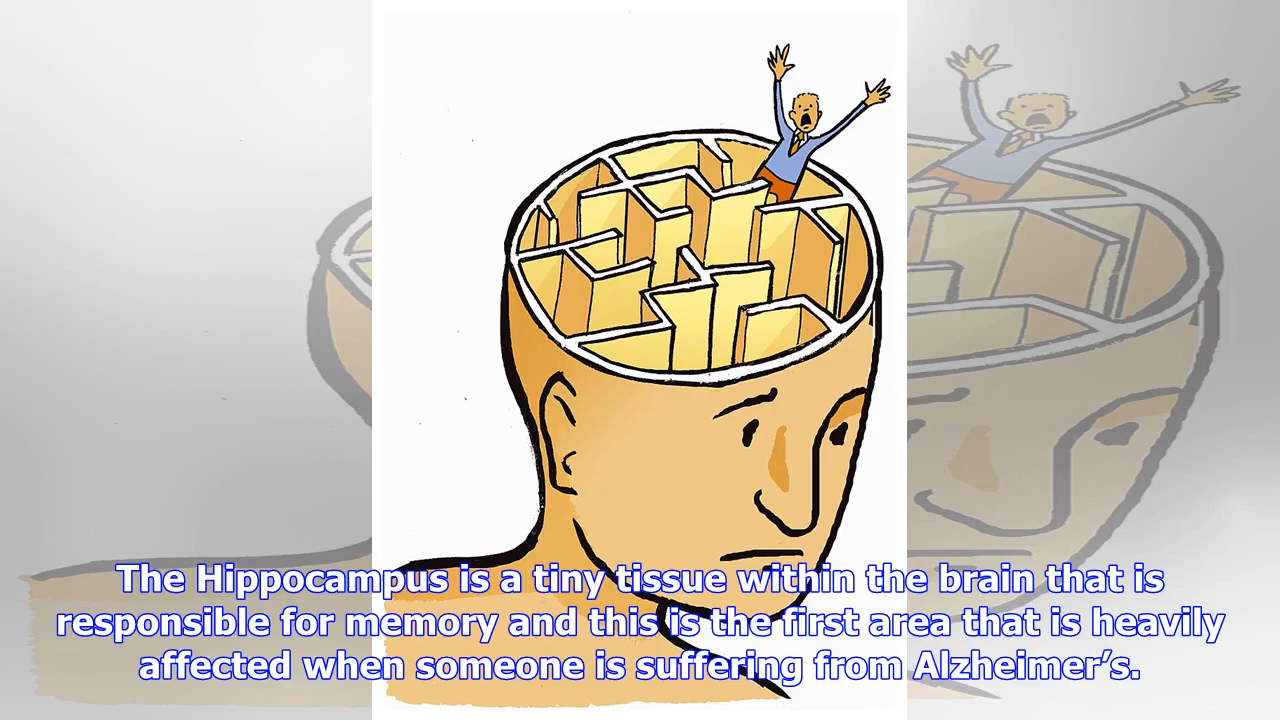 The Hippocampus is a tiny tissue within the brain that is
responsible for memory and this is the first area that is heavily
affected when someone is suffering from Alzheimer’s.